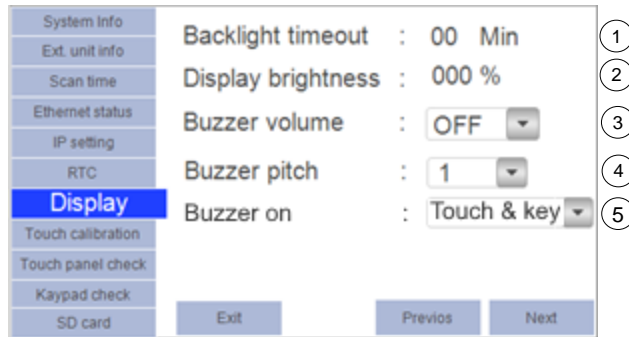 System Info
Ext. unit info
Scan time
Ethernet status
IP setting
RTC
Display
Touch calibration
Touch panel check
Kaypad check
SD card
Backlight timeout : 00 Min 1
Display brightness : 000 % 2
Buzzer volume : OFF 3
Buzzer pitch : 1 4
Buzzer on : Touch & key 5
Exit Previos Next